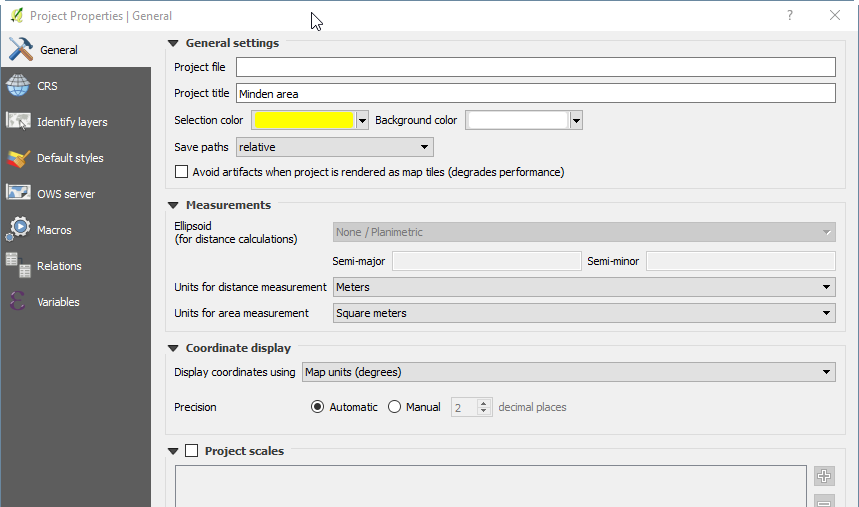 Project Properties | General
?
General
CRS
Identify layers
Default styles
OWS server
Macros
Relations
Variables
General settings
Project file
Project title Minden area
Selection color Background color
Save paths relative
Avoid artifacts when project is rendered as map tiles (degrades performance)
Measurements
Ellipsoid
(for distance calculations) None / Planimetric
Semi-major Semi-minor
Units for distance measurement Meters
Units for area measurement Square meters
Coordinate display
Display coordinates using Map units (degrees)
Precision Automatic Manual 2 decimal places
Project scales